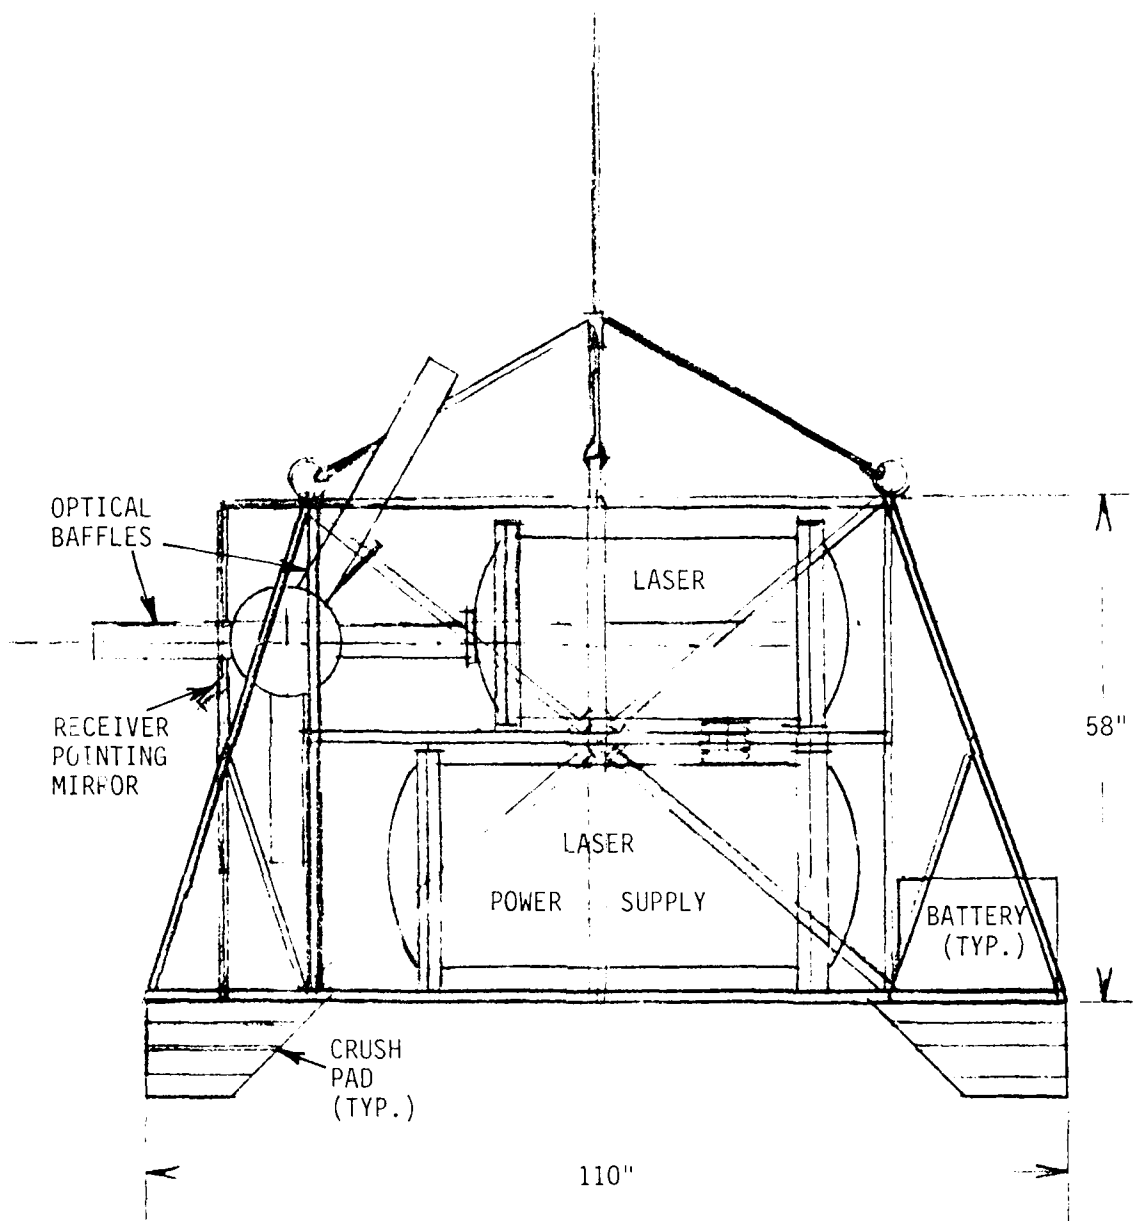 OPTICAL
BAFFLES
LASER
RECEIVER
POINTING
MIRROR
58"
LASER
POWER SUPPLY
BATTERY
(TYP.)
CRUSH
PAD
(TYP.)
110"